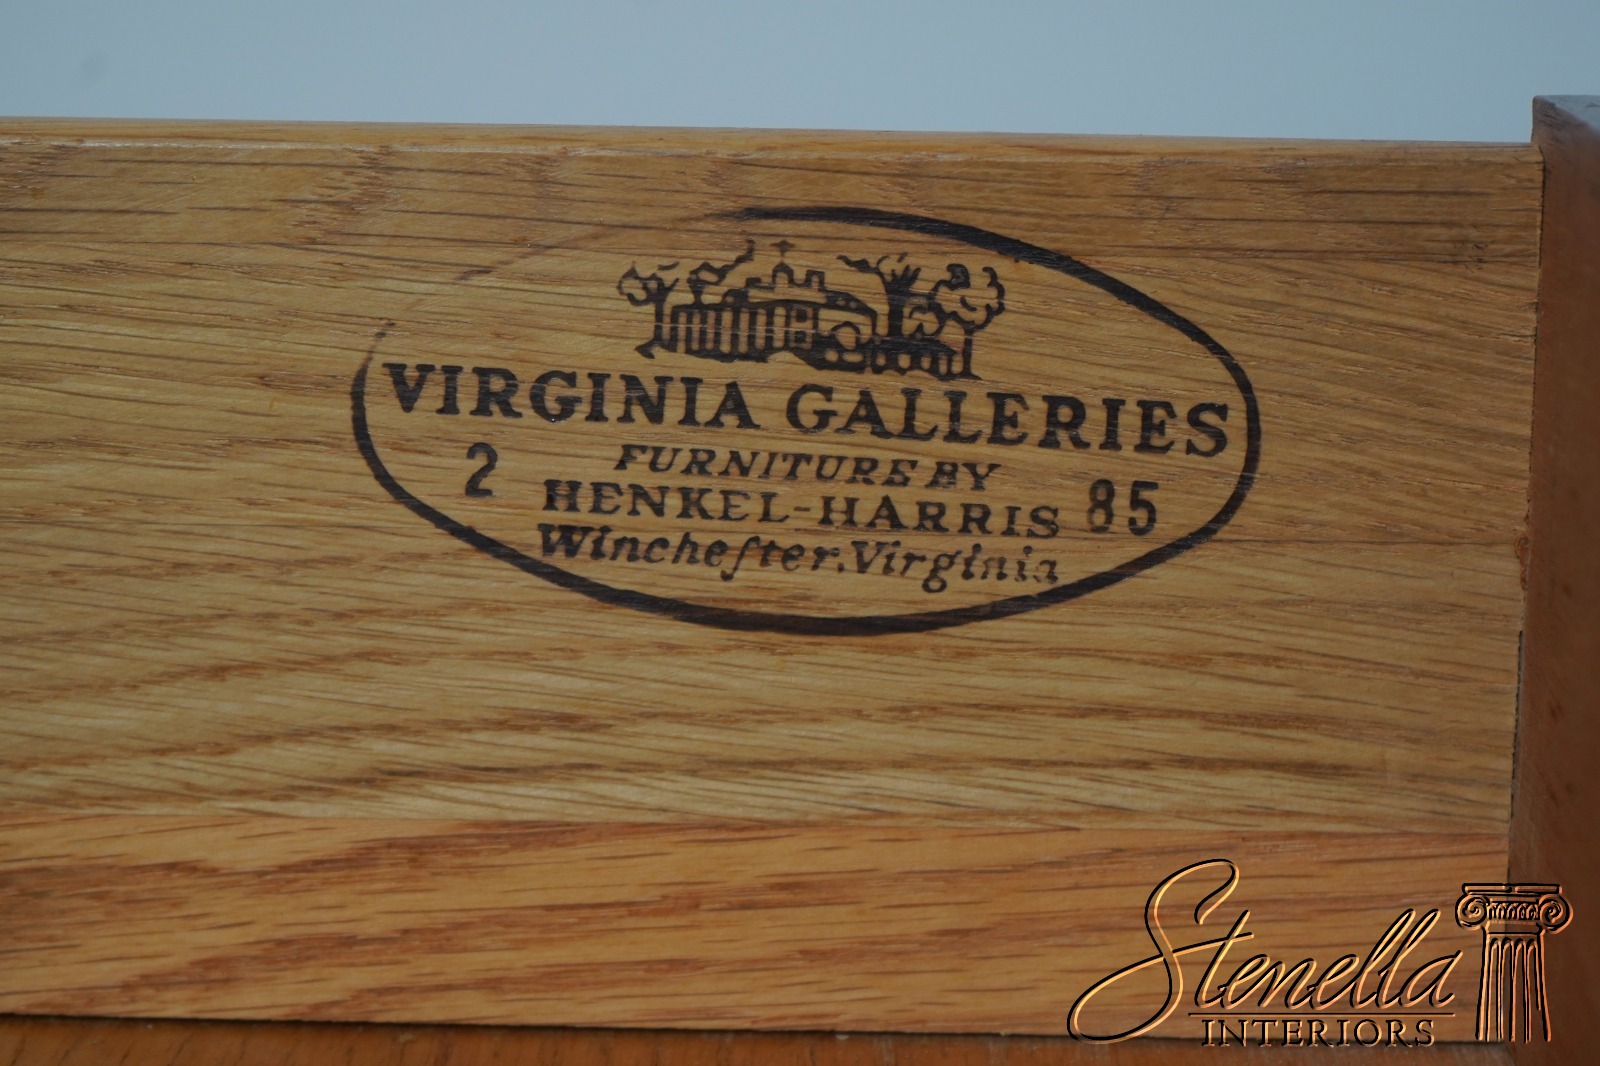 VIRGINIA GALLERIES
2 FURNITURE BY 85
HENKEL-HARRIS
Wincheſter, Virginia
Stenella
INTERIORS